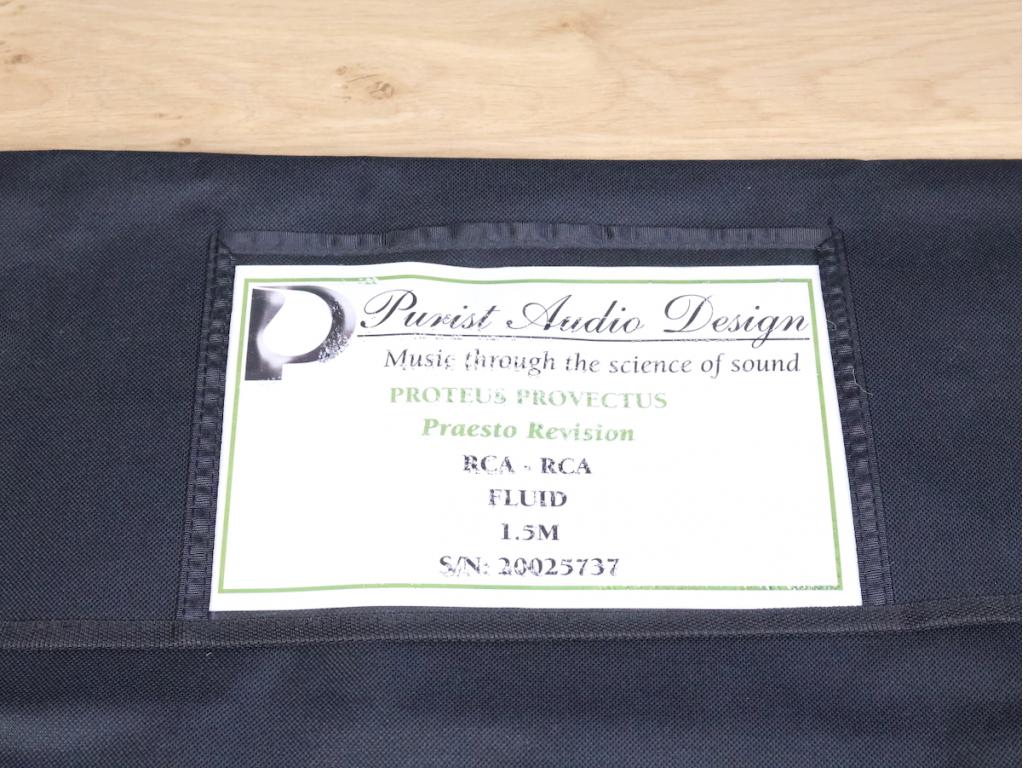 Purist Audio Design
Music through the science of sound
PROTEUS PROVECTUS
Praesto Revision
RCA - RCA
FLUID
1.5M
S/N: 20025737